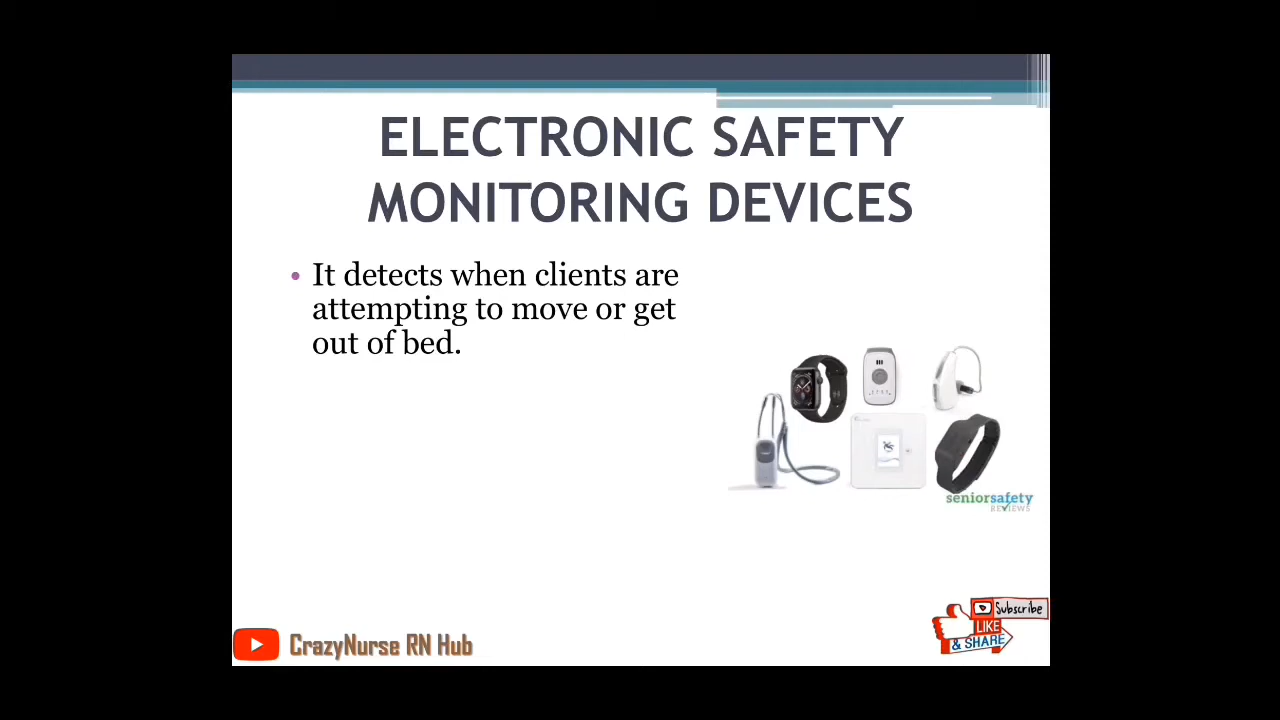 ELECTRONIC SAFETY
MONITORING DEVICES
• It detects when clients are
attempting to move or get
out of bed.
seniorsafety
REVIEWS
Subscribe
LIKE
& SHARE
CrazyNurse RN Hub